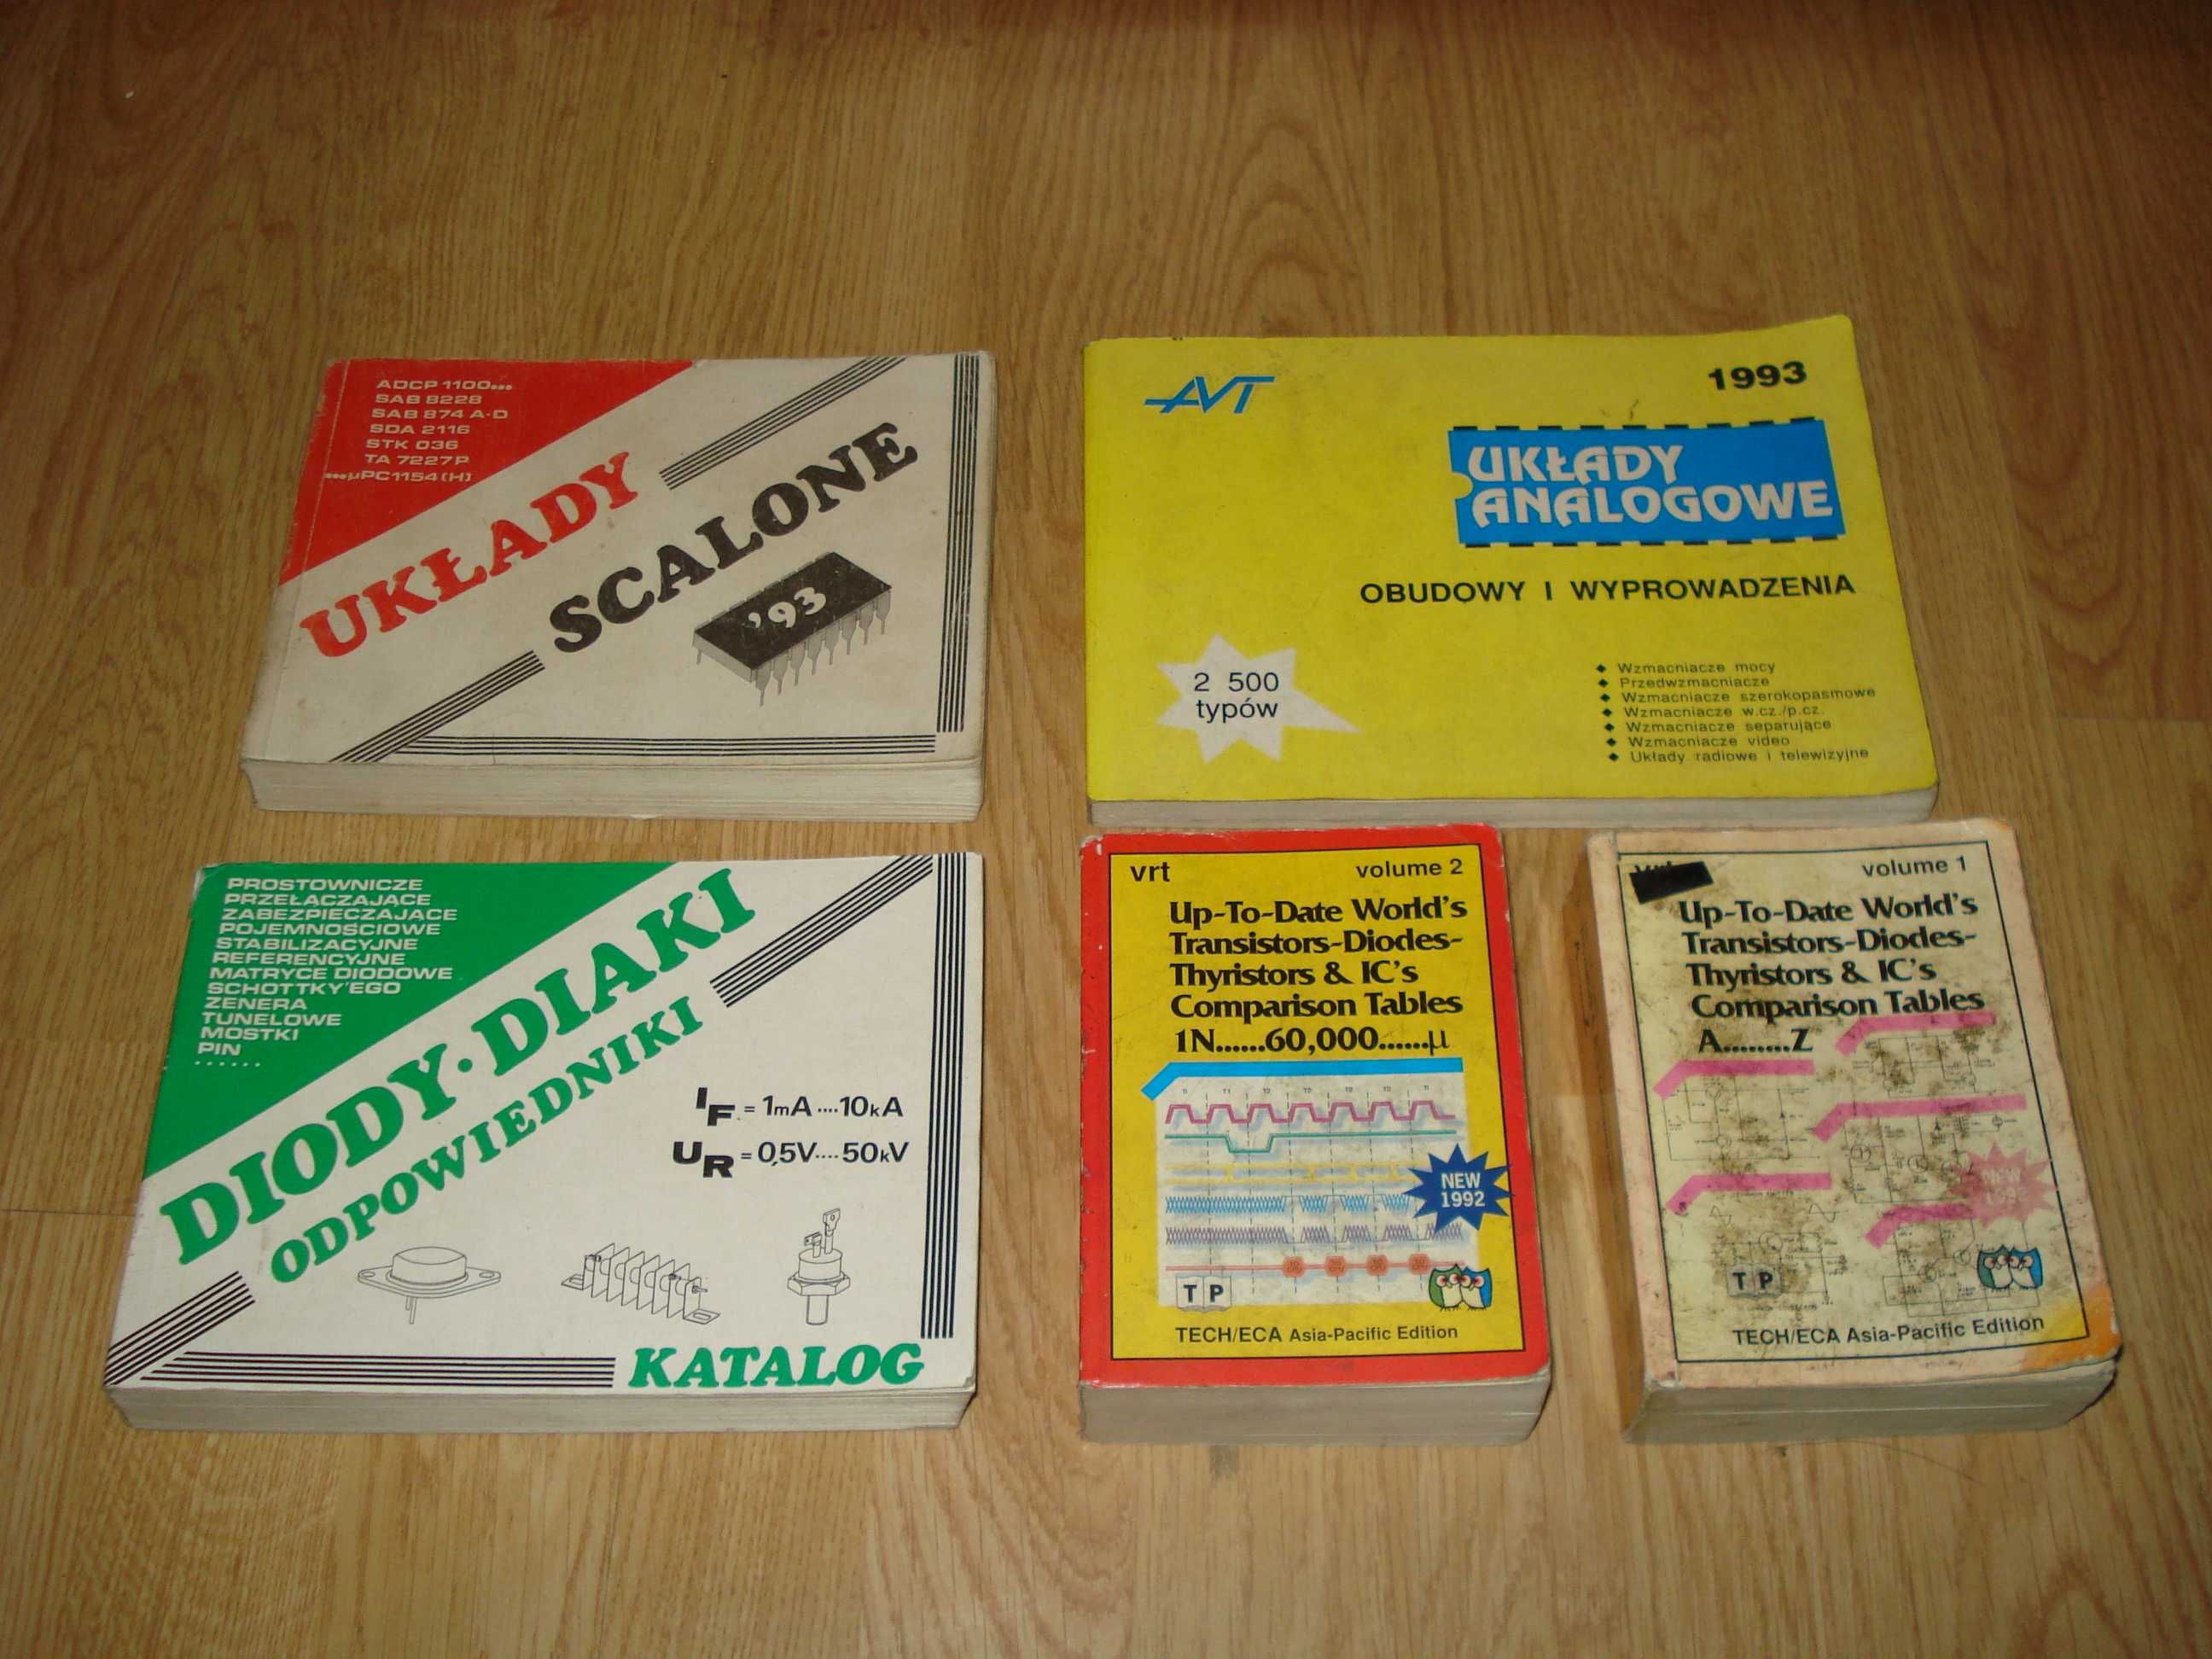 ADCP 1100...
SAB 8228
SAB 874 A-D
SDA 2116
STK 036
TA 7227P
...µPC1154(H)
UKŁADY
SCALONE
'93
AVT
1993
UKŁADY
ANALOGOWE
OBUDOWY I WYPROWADZENIA
2 500
typów
Wzmacniacze mocy
Przedwzmacniacze
Wzmacniacze szerokopasmowe
Wzmacniacze w.cz./p.cz.
Wzmacniacze separujące
Wzmacniacze video
Układy radiowe i telewizyjne
PROSTOWNICZE
PRZEŁĄCZAJĄCE
ZABEZPIECZAJĄCE
POJEMNOŚCIOWE
STABILIZACYJNE
REFERENCYJNE
MATRYCE DIODOWE
SCHOTTKY'EGO
ZENERA
TUNELOWE
MOSTKI
PIN
......
DIODY·DIAKI
ODPOWIEDNIKI
IF = 1mA....10kA
UR = 0,5V....50kV
KATALOG
vrt volume 2
Up-To-Date World's
Transistors-Diodes-
Thyristors & IC's
Comparison Tables
1N......60,000......µ
NEW
1992
T P
TECH/ECA Asia-Pacific Edition
volume 1
Up-To-Date World's
Transistors-Diodes-
Thyristors & IC's
Comparison Tables
A........Z
NEW
T P
TECH/ECA Asia-Pacific Edition